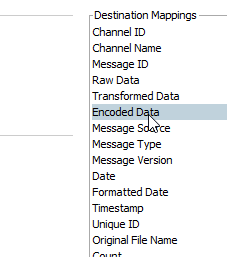 Destination Mappings
Channel ID
Channel Name
Message ID
Raw Data
Transformed Data
Encoded Data
Message Source
Message Type
Message Version
Date
Formatted Date
Timestamp
Unique ID
Original File Name
Count